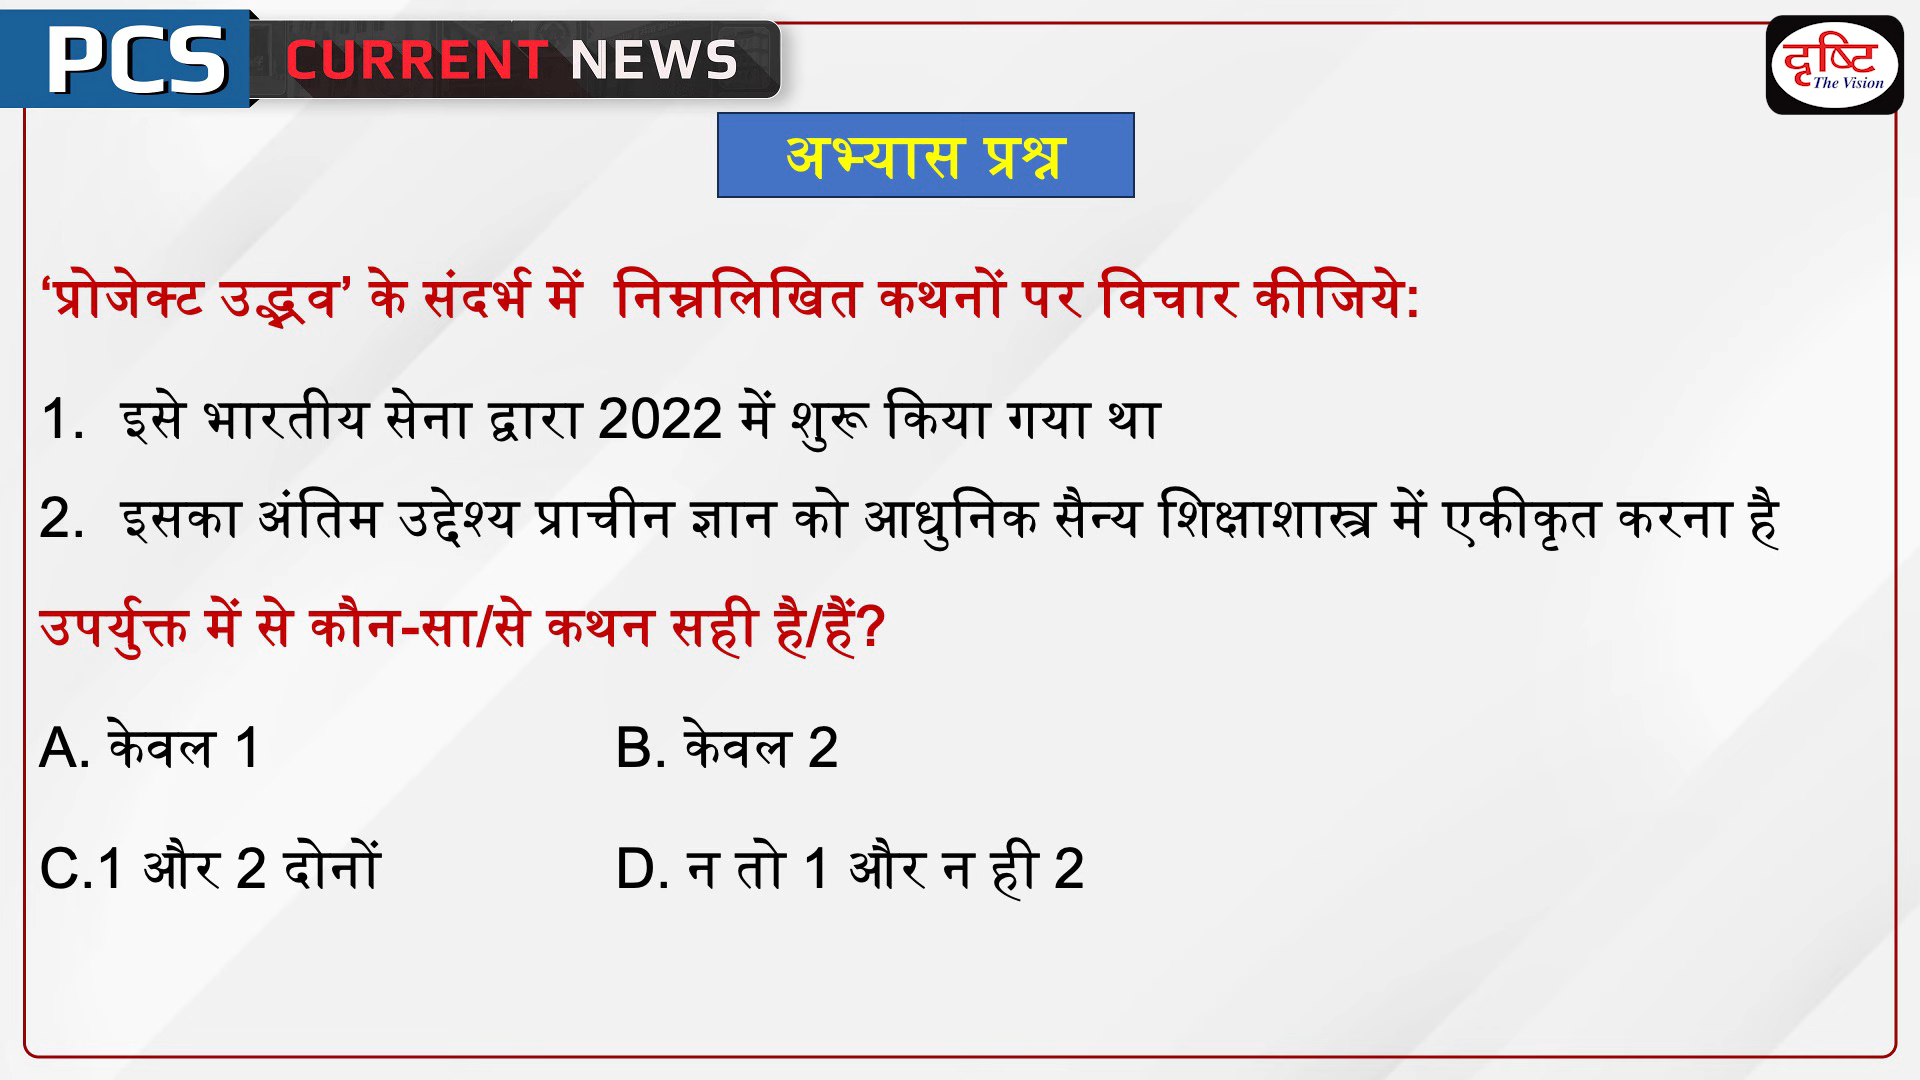 PCS CURRENT NEWS
दृष्टि
The Vision
अभ्यास प्रश्न
‘प्रोजेक्ट उद्भव’ के संदर्भ में निम्नलिखित कथनों पर विचार कीजिये:
1. इसे भारतीय सेना द्वारा 2022 में शुरू किया गया था
2. इसका अंतिम उद्देश्य प्राचीन ज्ञान को आधुनिक सैन्य शिक्षाशास्त्र में एकीकृत करना है
उपर्युक्त में से कौन-सा/से कथन सही है/हैं?
A. केवल 1 B. केवल 2
C.1 और 2 दोनों D. न तो 1 और न ही 2